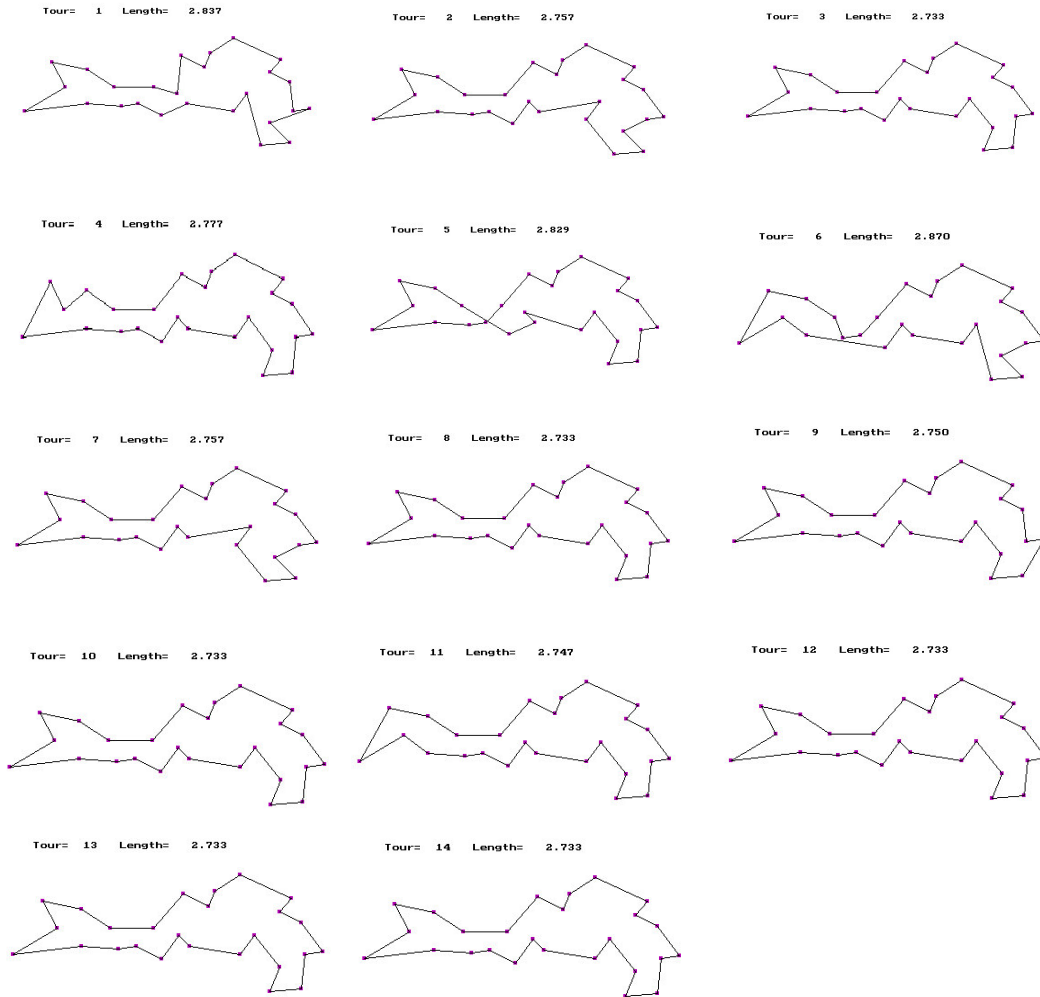 Tour= 1 Length= 2.837
Tour= 2 Length= 2.757
Tour= 3 Length= 2.733
Tour= 4 Length= 2.777
Tour= 5 Length= 2.829
Tour= 6 Length= 2.870
Tour= 7 Length= 2.757
Tour= 8 Length= 2.733
Tour= 9 Length= 2.750
Tour= 10 Length= 2.733
Tour= 11 Length= 2.747
Tour= 12 Length= 2.733
Tour= 13 Length= 2.733
Tour= 14 Length= 2.733